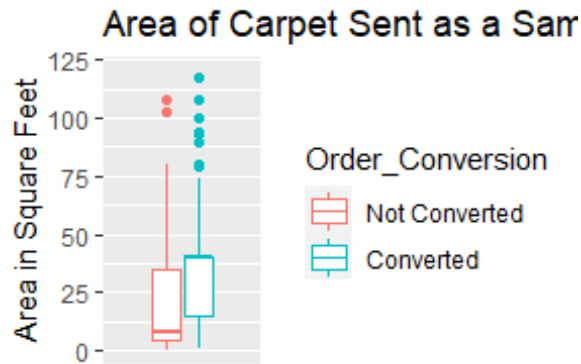 Area of Carpet Sent as a Sam
125
100
75
50
25
0
Area in Square Feet
Order_Conversion
Not Converted
Converted